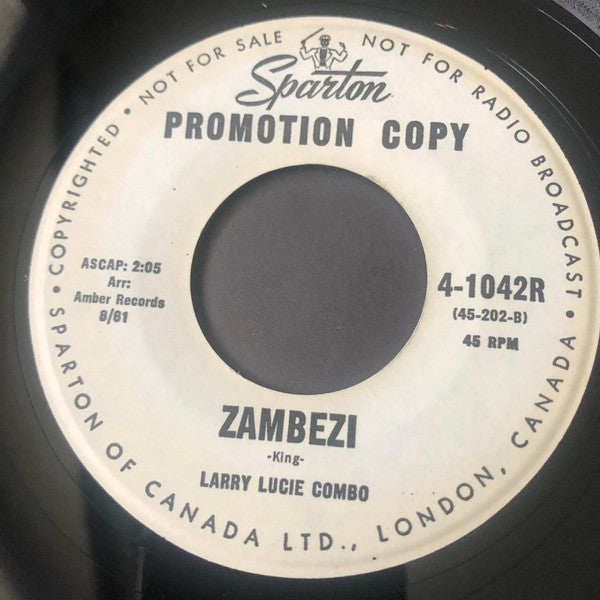 Sparton
PROMOTION COPY
• NOT FOR SALE NOT FOR RADIO BROADCAST •
ASCAP: 2:05
Arr:
Amber Records
8/61
4-1042R
(45-202-B)
45 RPM
ZAMBEZI
-King-
LARRY LUCIE COMBO
• COPYRIGHTED
• SPARTON OF CANADA LTD., LONDON, CANADA •